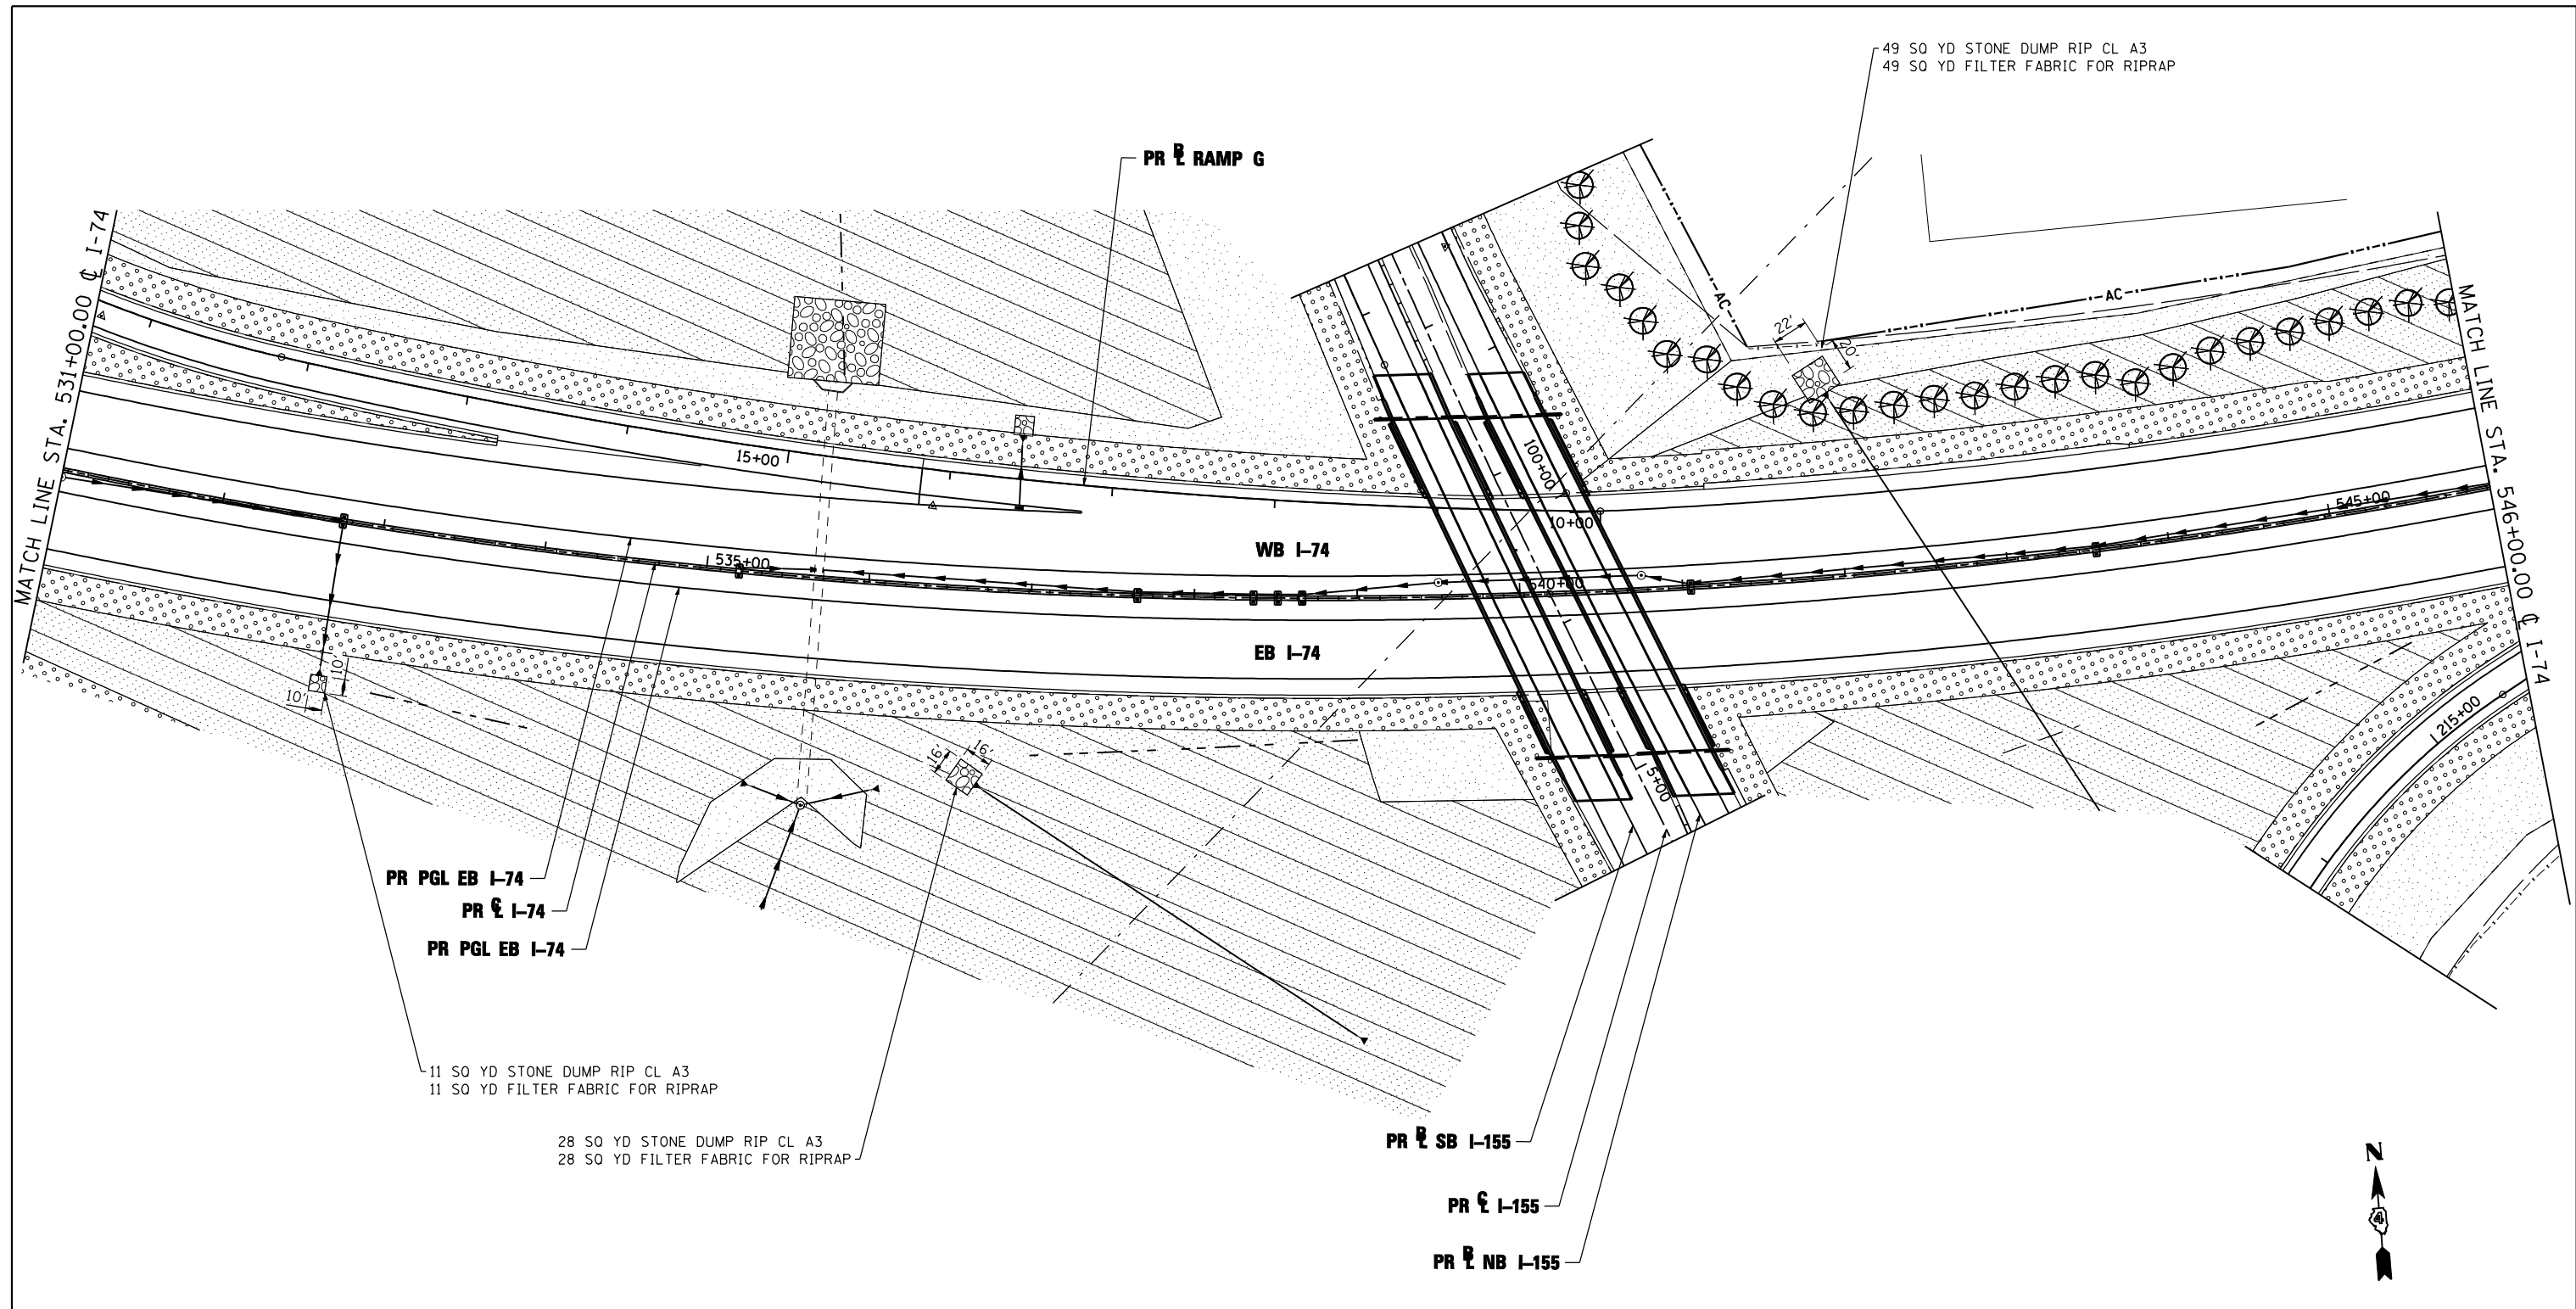 49 SQ YD STONE DUMP RIP CL A3
49 SQ YD FILTER FABRIC FOR RIPRAP
PR ⅊ RAMP G
MATCH LINE STA. 531+00.00 ℄ I-74
MATCH LINE STA. 546+00.00 ℄ I-74
AC
AC
22'
20'
15+00
100+00
10+00
545+00
WB I-74
535+00
540+00
EB I-74
10'
10'
16'
16'
5+00
215+00
PR PGL EB I-74
PR ℄ I-74
PR PGL EB I-74
11 SQ YD STONE DUMP RIP CL A3
11 SQ YD FILTER FABRIC FOR RIPRAP
28 SQ YD STONE DUMP RIP CL A3
28 SQ YD FILTER FABRIC FOR RIPRAP
PR ⅊ SB I-155
PR ℄ I-155
PR ⅊ NB I-155
N
4